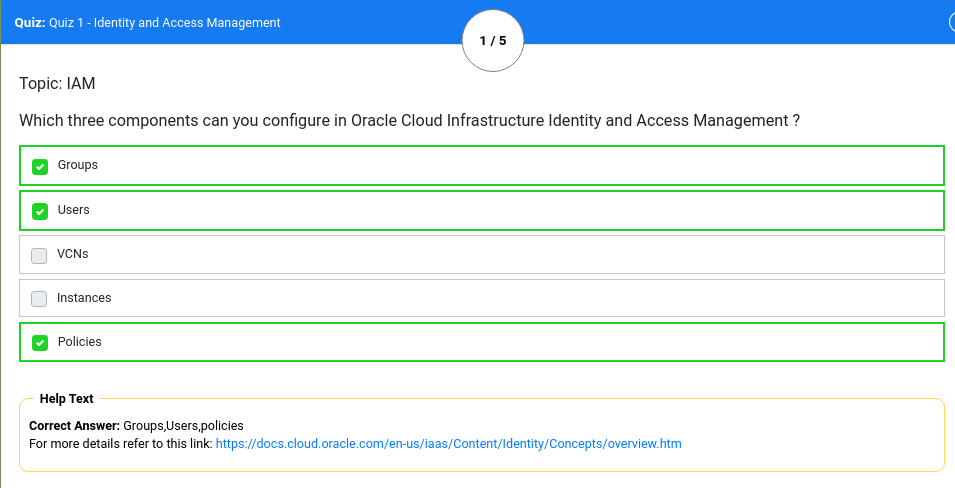 Quiz: Quiz 1 - Identity and Access Management
1 / 5
Topic: IAM
Which three components can you configure in Oracle Cloud Infrastructure Identity and Access Management ?
Groups
Users
VCNs
Instances
Policies
Help Text
Correct Answer: Groups,Users,policies
For more details refer to this link: https://docs.cloud.oracle.com/en-us/iaas/Content/Identity/Concepts/overview.htm